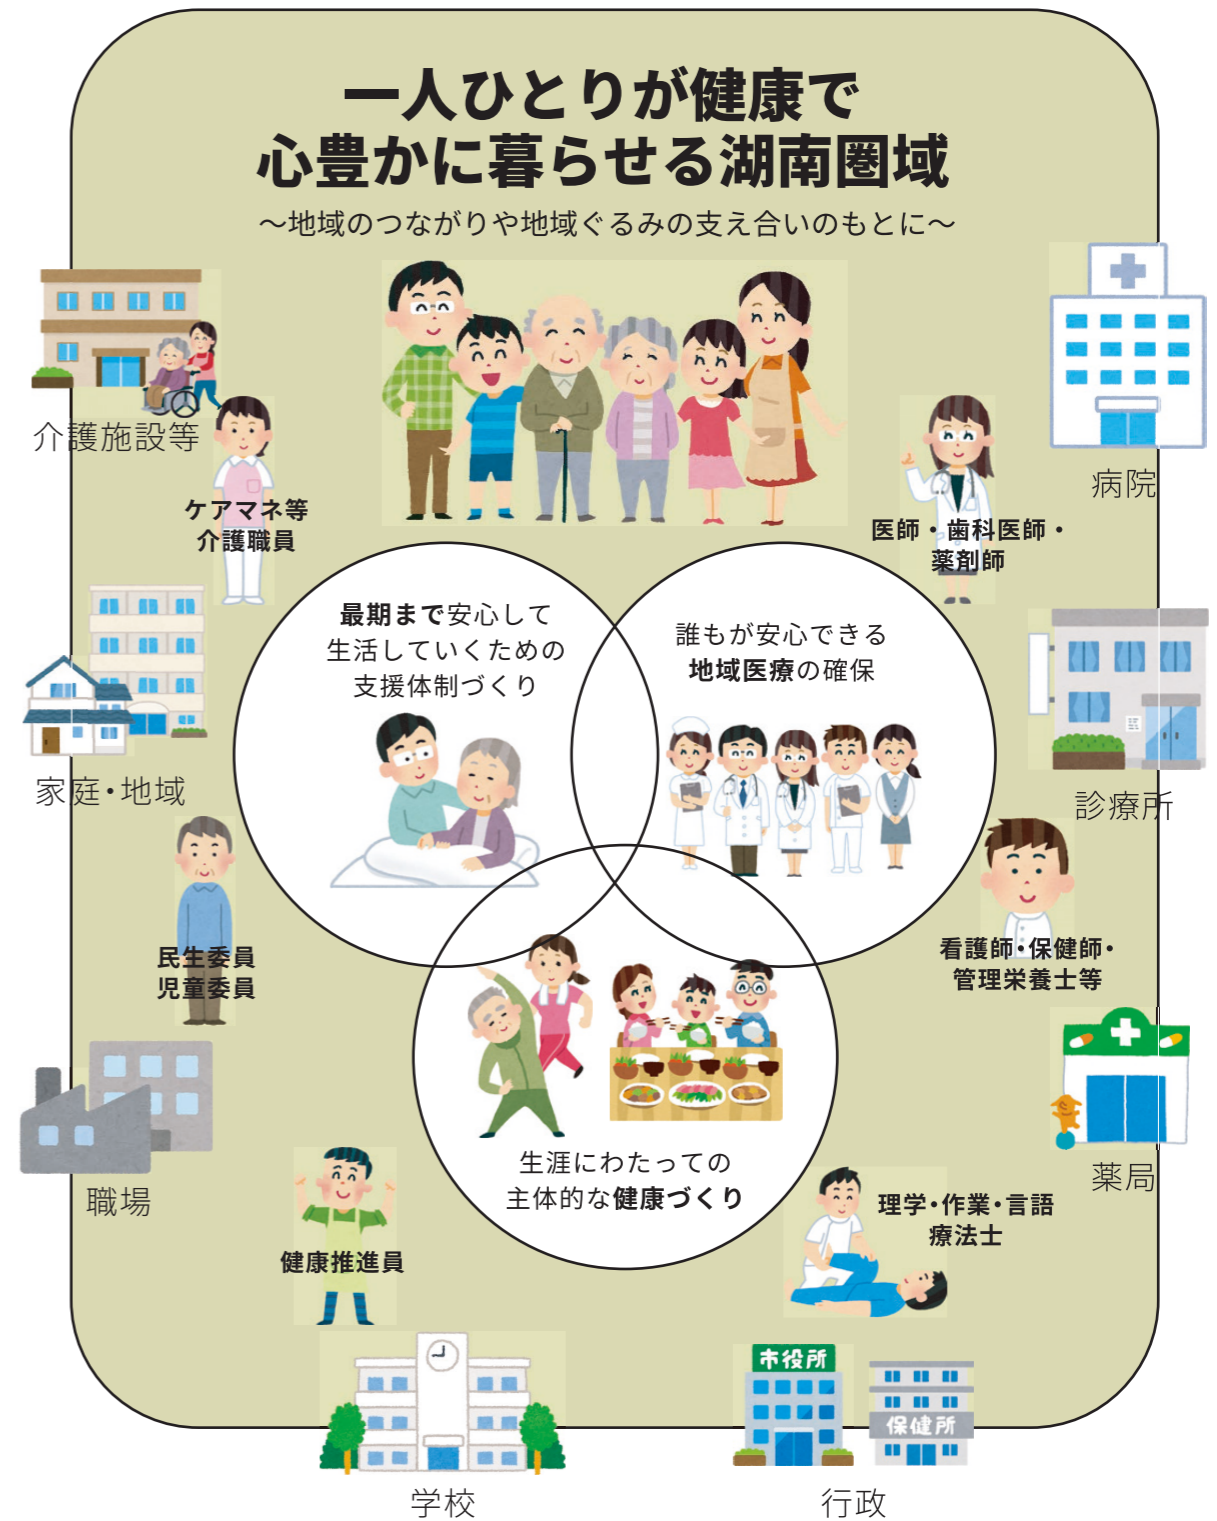 一人ひとりが健康で
心豊かに暮らせる湖南圏域
～地域のつながりや地域ぐるみの支え合いのもとに～
介護施設等
ケアマネ等
介護職員
病院
医師・歯科医師・
薬剤師
最期まで安心して
生活していくための
支援体制づくり
誰もが安心できる
地域医療の確保
家庭・地域
診療所
民生委員
児童委員
看護師・保健師・
管理栄養士等
生涯にわたっての
主体的な健康づくり
職場
薬局
健康推進員
理学・作業・言語
療法士
市役所
保健所
学校
行政